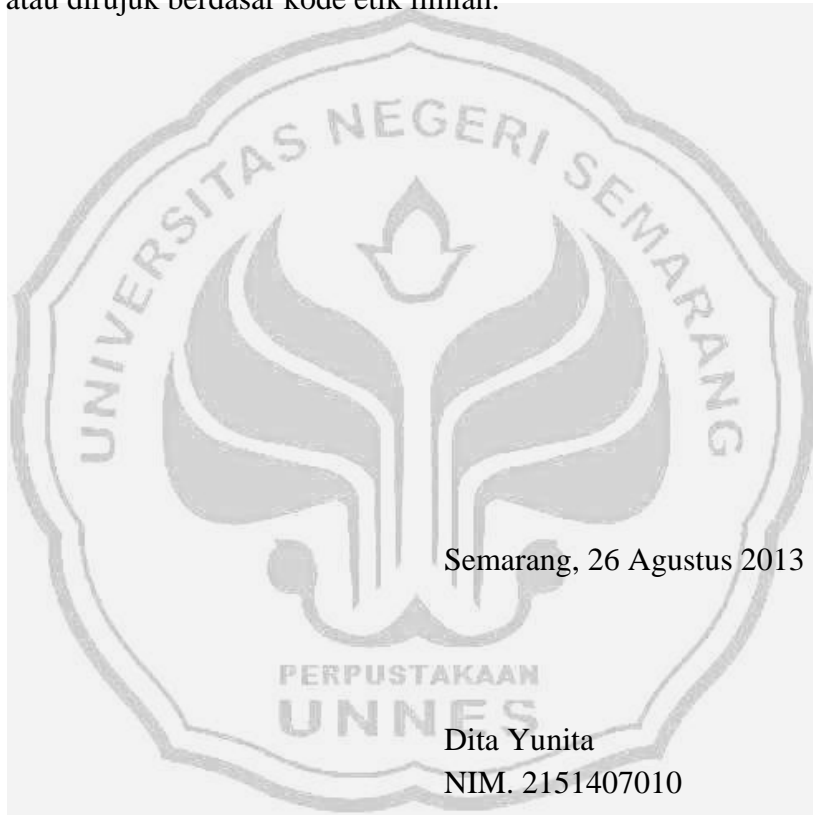 atau dirujuk berdasar kode etik ilmiah.
UNIVERSITAS NEGERI SEMARANG
Semarang, 26 Agustus 2013
PERPUSTAKAAN
UNNES
Dita Yunita
NIM. 2151407010